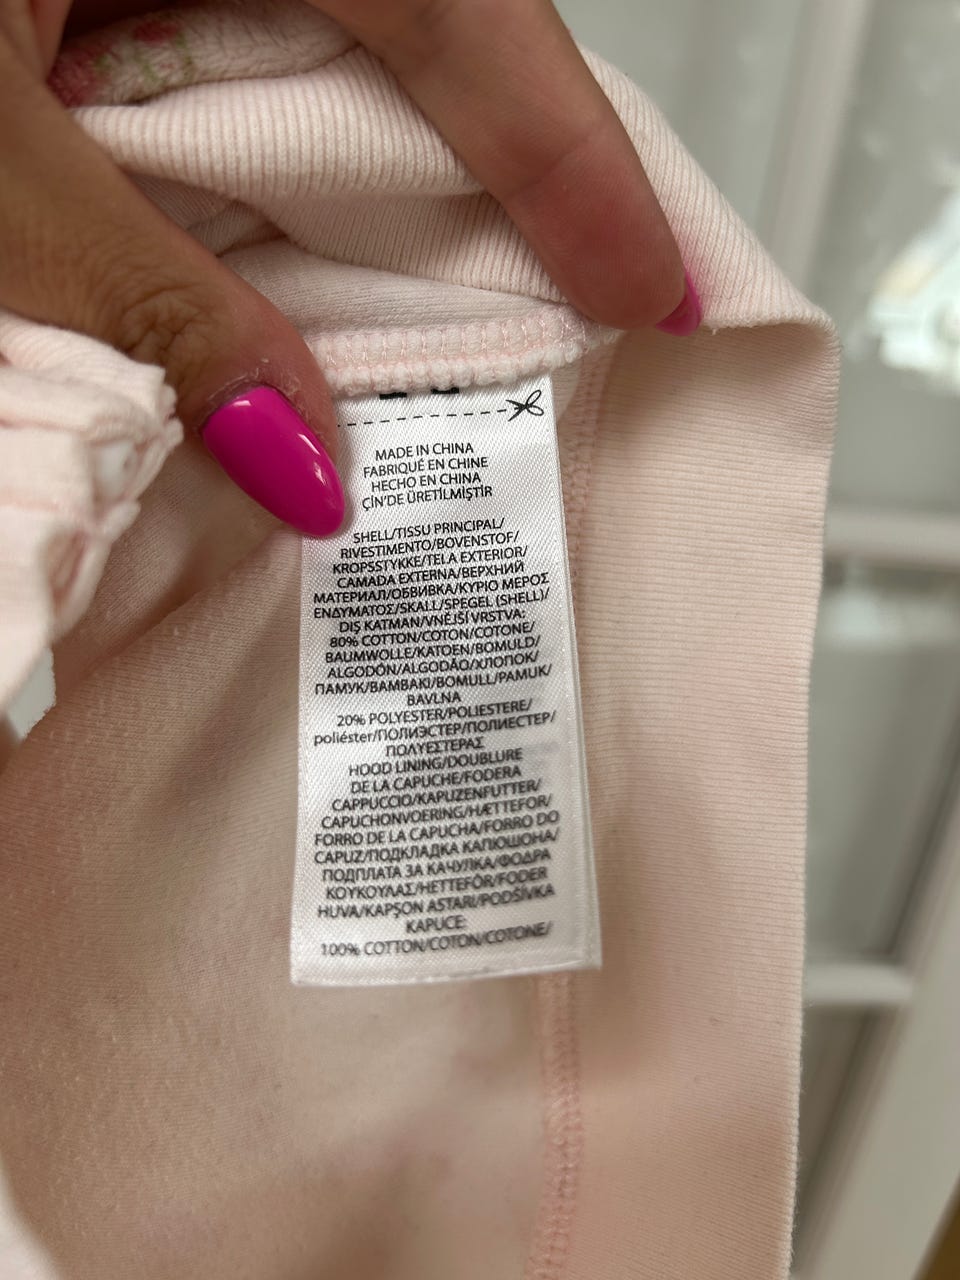 MADE IN CHINA
FABRIQUÉ EN CHINE
HECHO EN CHINA
ÇİN'DE ÜRETİLMİŞTİR
SHELL/TISSU PRINCIPAL/
RIVESTIMENTO/BOVENSTOF/
KROPSSTYKKE/TELA EXTERIOR/
CAMADA EXTERNA/ВЕРХНИЙ
МАТЕРИАЛ/ОБВИВКА/ΚΥΡΙΟ ΜΕΡΟΣ
ΕΝΔΥΜΑΤΟΣ/SKALL/SPEGEL (SHELL)/
DIŞ KATMAN/VNĚJŠÍ VRSTVA:
80% COTTON/COTON/COTONE/
BAUMWOLLE/KATOEN/BOMULD/
ALGODÓN/ALGODÃO/ХЛОПОК/
ПАМУК/ΒΑΜΒΑΚΙ/BOMULL/PAMUK/
BAVLNA
20% POLYESTER/POLIESTERE/
poliéster/ПОЛИЭСТЕР/ПОЛИЕСТЕР/
ΠΟΛΥΕΣΤΕΡΑΣ
HOOD LINING/DOUBLURE
DE LA CAPUCHE/FODERA
CAPPUCCIO/KAPUZENFUTTER/
CAPUCHONVOERING/HÆTTEFOR/
FORRO DE LA CAPUCHA/FORRO DO
CAPUZ/ПОДКЛАДКА КАПЮШОНА/
ПОДПЛАТА ЗА КАЧУЛКА/ΦΟΔΡΑ
ΚΟΥΚΟΥΛΑΣ/HETTEFÔR/FODER
HUVA/KAPŞON ASTARI/PODŠÍVKA
KAPUCE:
100% COTTON/COTON/COTONE/